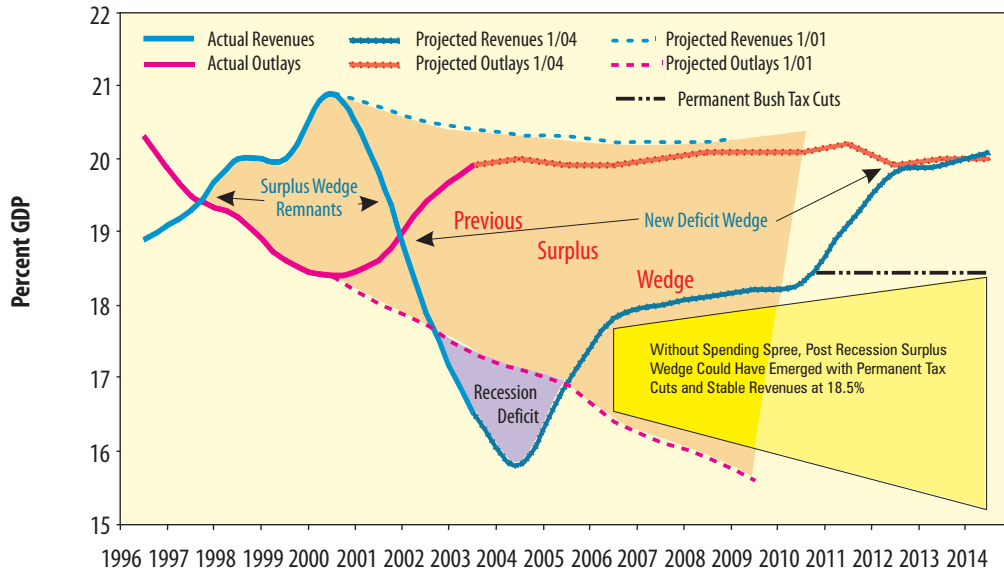 22
21
20
19
18
17
16
15
Percent GDP
Actual Revenues
Actual Outlays
Projected Revenues 1/04
Projected Outlays 1/04
Projected Revenues 1/01
Projected Outlays 1/01
Permanent Bush Tax Cuts
Surplus Wedge
Remnants
Previous
Surplus
Wedge
New Deficit Wedge
Recession
Deficit
Without Spending Spree, Post Recession Surplus
Wedge Could Have Emerged with Permanent Tax
Cuts and Stable Revenues at 18.5%
1996 1997 1998 1999 2000 2001 2002 2003 2004 2005 2006 2007 2008 2009 2010 2011 2012 2013 2014